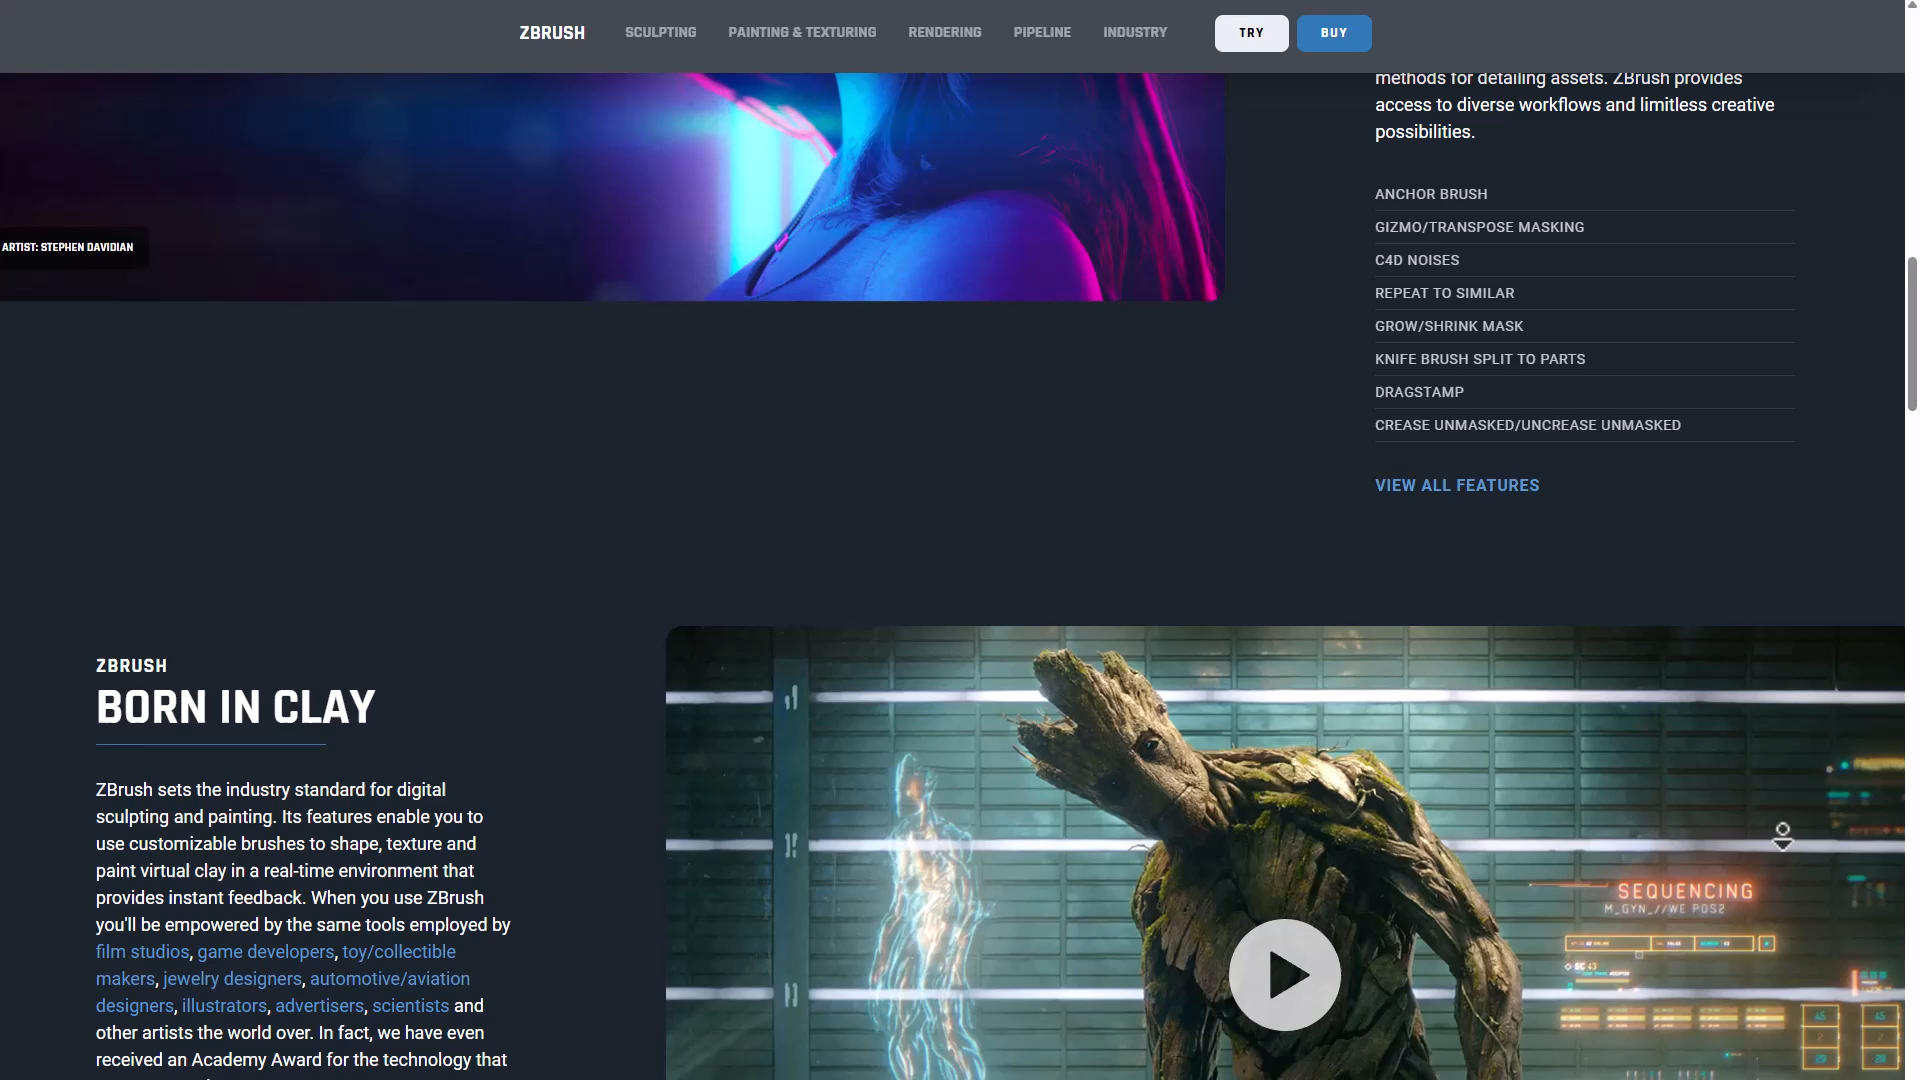 ZBRUSH
SCULPTING
PAINTING & TEXTURING
RENDERING
PIPELINE
INDUSTRY
TRY
BUY
methods for detailing assets. ZBrush provides
access to diverse workflows and limitless creative
possibilities.
ARTIST: STEPHEN DAVIDIAN
ANCHOR BRUSH
GIZMO/TRANSPOSE MASKING
C4D NOISES
REPEAT TO SIMILAR
GROW/SHRINK MASK
KNIFE BRUSH SPLIT TO PARTS
DRAGSTAMP
CREASE UNMASKED/UNCREASE UNMASKED
VIEW ALL FEATURES
ZBRUSH
BORN IN CLAY
ZBrush sets the industry standard for digital
sculpting and painting. Its features enable you to
use customizable brushes to shape, texture and
paint virtual clay in a real-time environment that
provides instant feedback. When you use ZBrush
you'll be empowered by the same tools employed by
film studios, game developers, toy/collectible
makers, jewelry designers, automotive/aviation
designers, illustrators, advertisers, scientists and
other artists the world over. In fact, we have even
received an Academy Award for the technology that
SEQUENCING